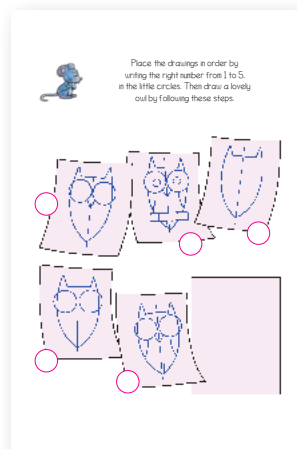 Place the drawings in order by
writing the right number from 1 to 5.
in the little circles. Then draw a lovely
owl by following these steps.